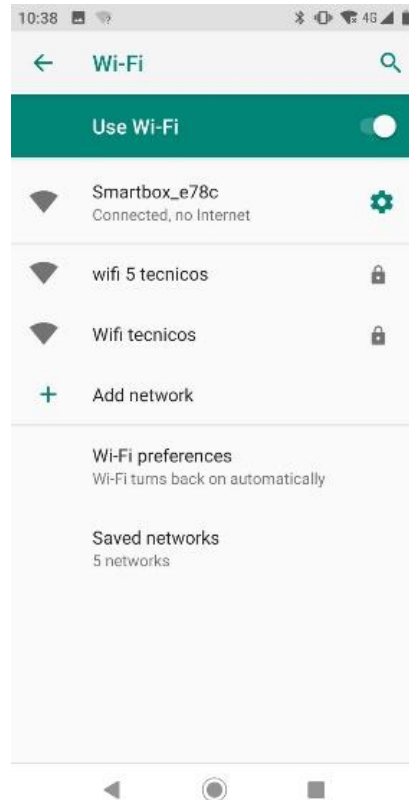 10:38
4G
Wi-Fi
Use Wi-Fi
Smartbox_e78c
Connected, no Internet
wifi 5 tecnicos
Wifi tecnicos
Add network
Wi-Fi preferences
Wi-Fi turns back on automatically
Saved networks
5 networks